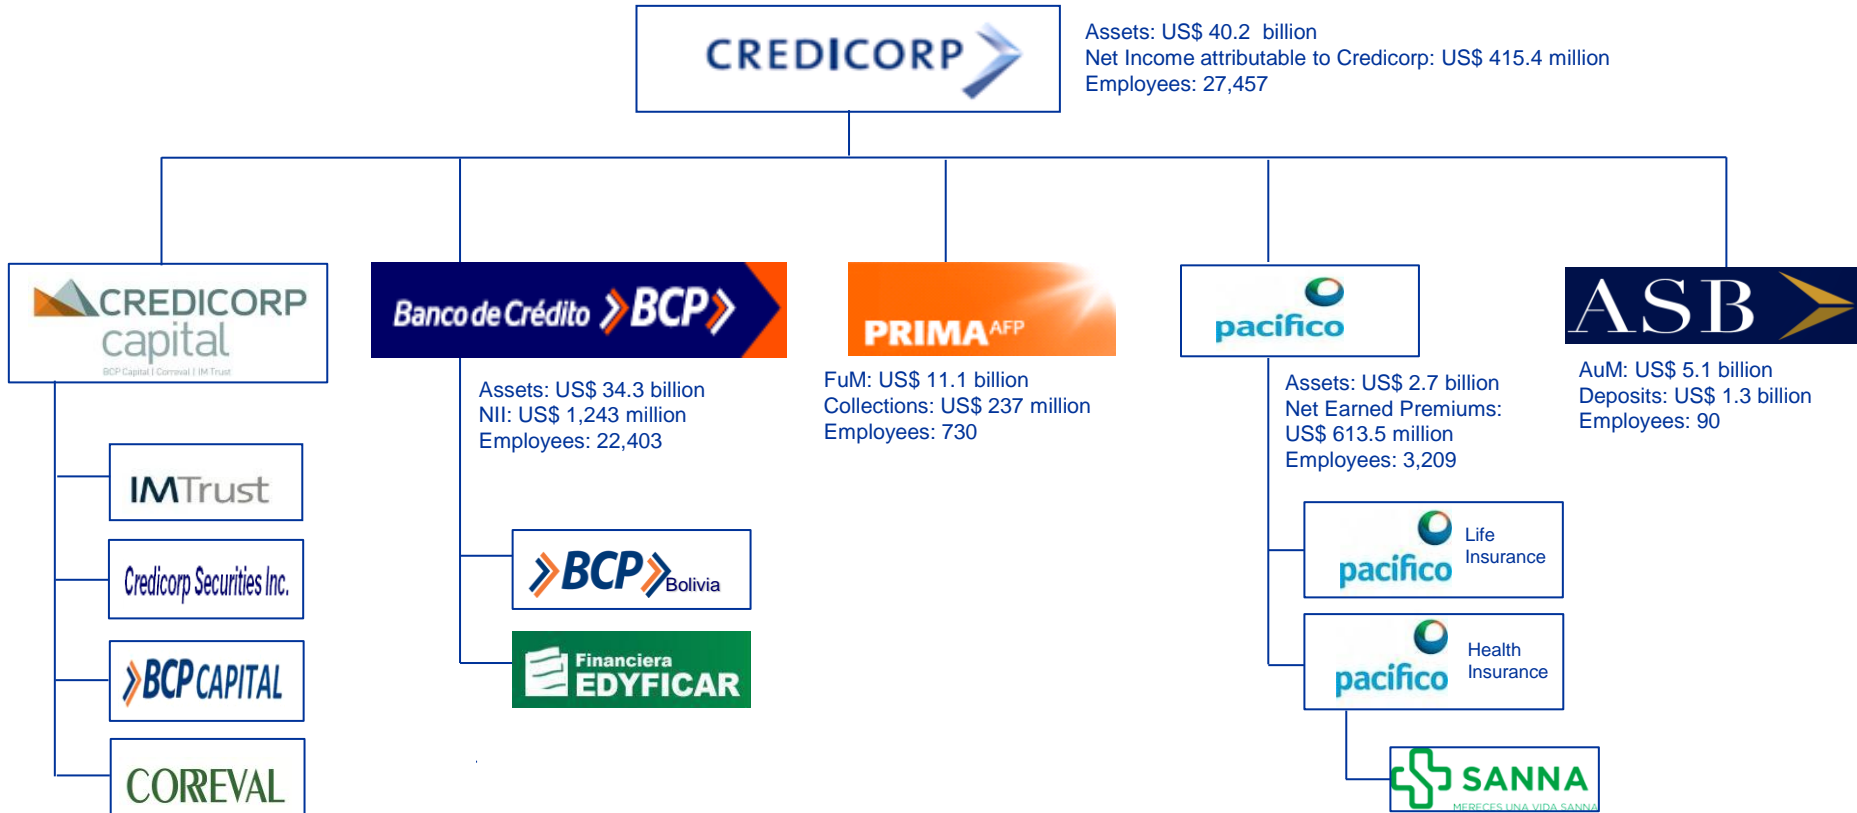 CREDICORP
Assets: US$ 40.2 billion
Net Income attributable to Credicorp: US$ 415.4 million
Employees: 27,457
CREDICORP
capital
BCP Capital | Correval | IM Trust
Banco de Crédito BCP
PRIMA AFP
pacífico
ASB
Assets: US$ 34.3 billion
NII: US$ 1,243 million
Employees: 22,403
FuM: US$ 11.1 billion
Collections: US$ 237 million
Employees: 730
Assets: US$ 2.7 billion
Net Earned Premiums:
US$ 613.5 million
Employees: 3,209
AuM: US$ 5.1 billion
Deposits: US$ 1.3 billion
Employees: 90
IMTrust
Credicorp Securities Inc.
BCP CAPITAL
CORREVAL
BCP Bolivia
Financiera
EDYFICAR
pacífico
Life
Insurance
pacífico
Health
Insurance
SANNA
MERECES UNA VIDA SANNA